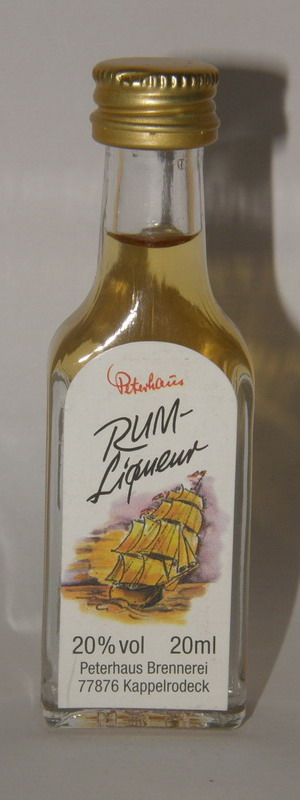 Peterhaus
RUM-
Liqueur
20% vol 20ml
Peterhaus Brennerei
77876 Kappelrodeck